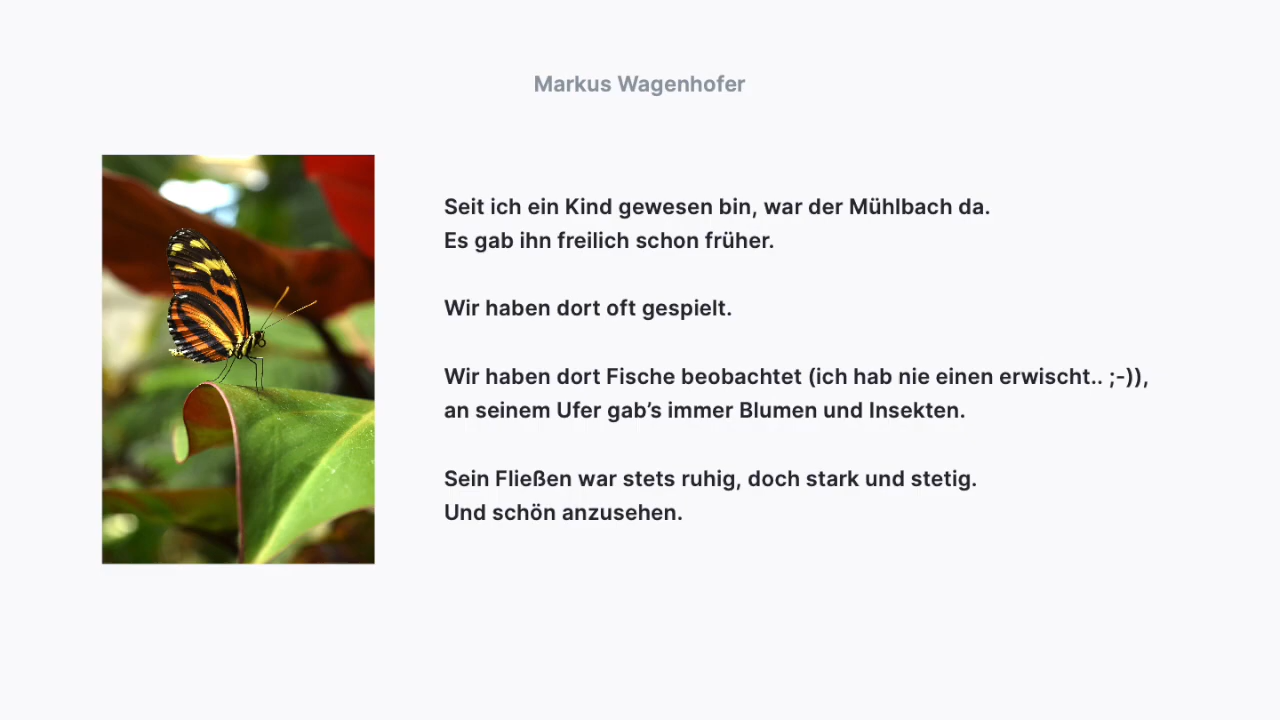 Markus Wagenhofer
Seit ich ein Kind gewesen bin, war der Mühlbach da.
Es gab ihn freilich schon früher.
Wir haben dort oft gespielt.
Wir haben dort Fische beobachtet (ich hab nie einen erwischt.. ;-)),
an seinem Ufer gab’s immer Blumen und Insekten.
Sein Fließen war stets ruhig, doch stark und stetig.
Und schön anzusehen.